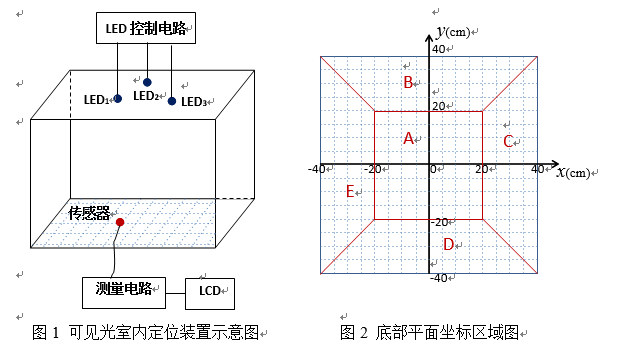 LED 控制电路
LED1
LED2
LED3
传感器
测量电路
LCD
图 1 可见光室内定位装置示意图
y(cm)
40
B
20
A
C
-40
-20
0
20
40
x(cm)
E
-20
D
-40
图 2 底部平面坐标区域图